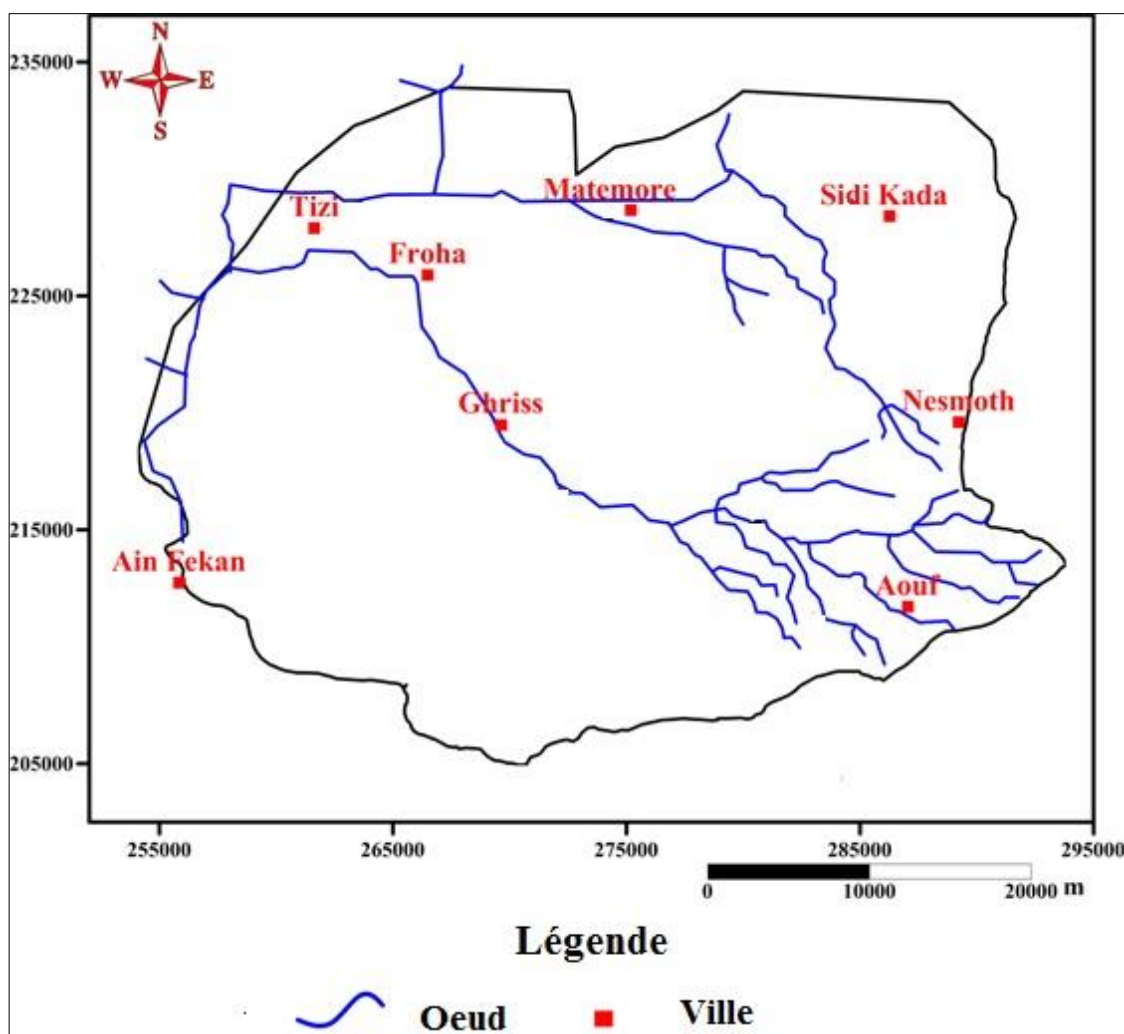 N
235000
W E
S
Matemore
Sidi Kada
Tizi
Froha
225000
Nesmoth
Ghriss
215000
Ain Fekan
Aouf
205000
255000 265000 275000 285000 295000
0 10000 20000 m
Légende
Oeud Ville